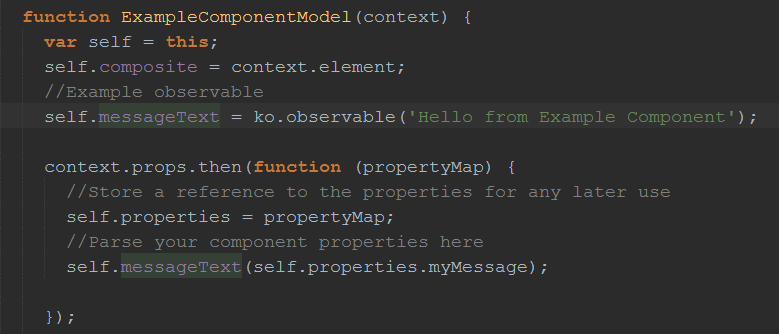 function ExampleComponentModel(context) {
  var self = this;
  self.composite = context.element;
  //Example observable
  self.messageText = ko.observable('Hello from Example Component');

  context.props.then(function (propertyMap) {
    //Store a reference to the properties for any later use
    self.properties = propertyMap;
    //Parse your component properties here
    self.messageText(self.properties.myMessage);

  });